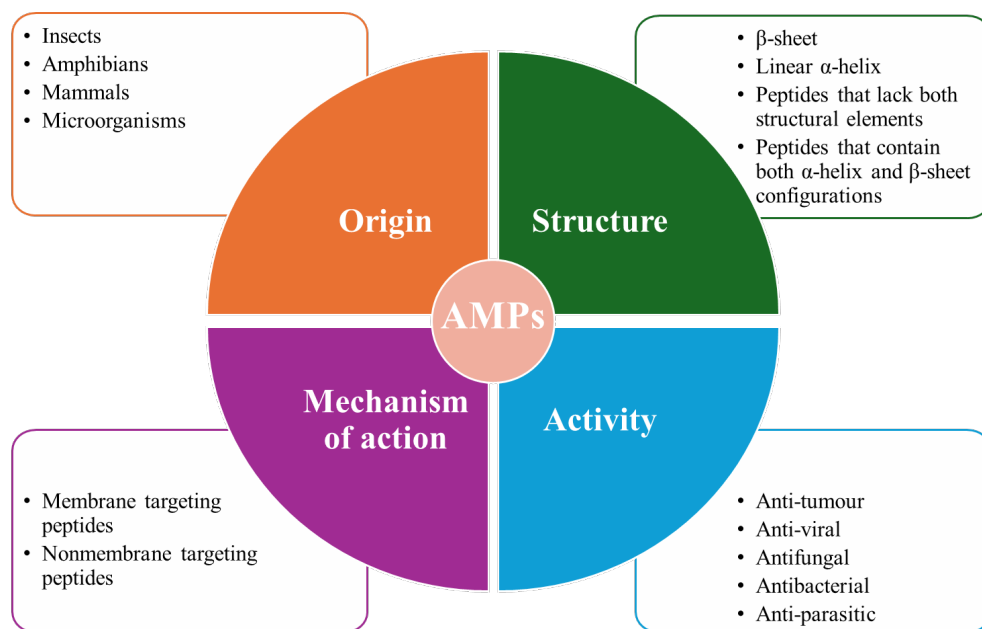 • Insects
• Amphibians
• Mammals
• Microorganisms
• β-sheet
• Linear α-helix
• Peptides that lack both
structural elements
• Peptides that contain
both α-helix and β-sheet
configurations
Origin
Structure
AMPs
Mechanism
of action
Activity
• Membrane targeting
peptides
• Nonmembrane targeting
peptides
• Anti-tumour
• Anti-viral
• Antifungal
• Antibacterial
• Anti-parasitic